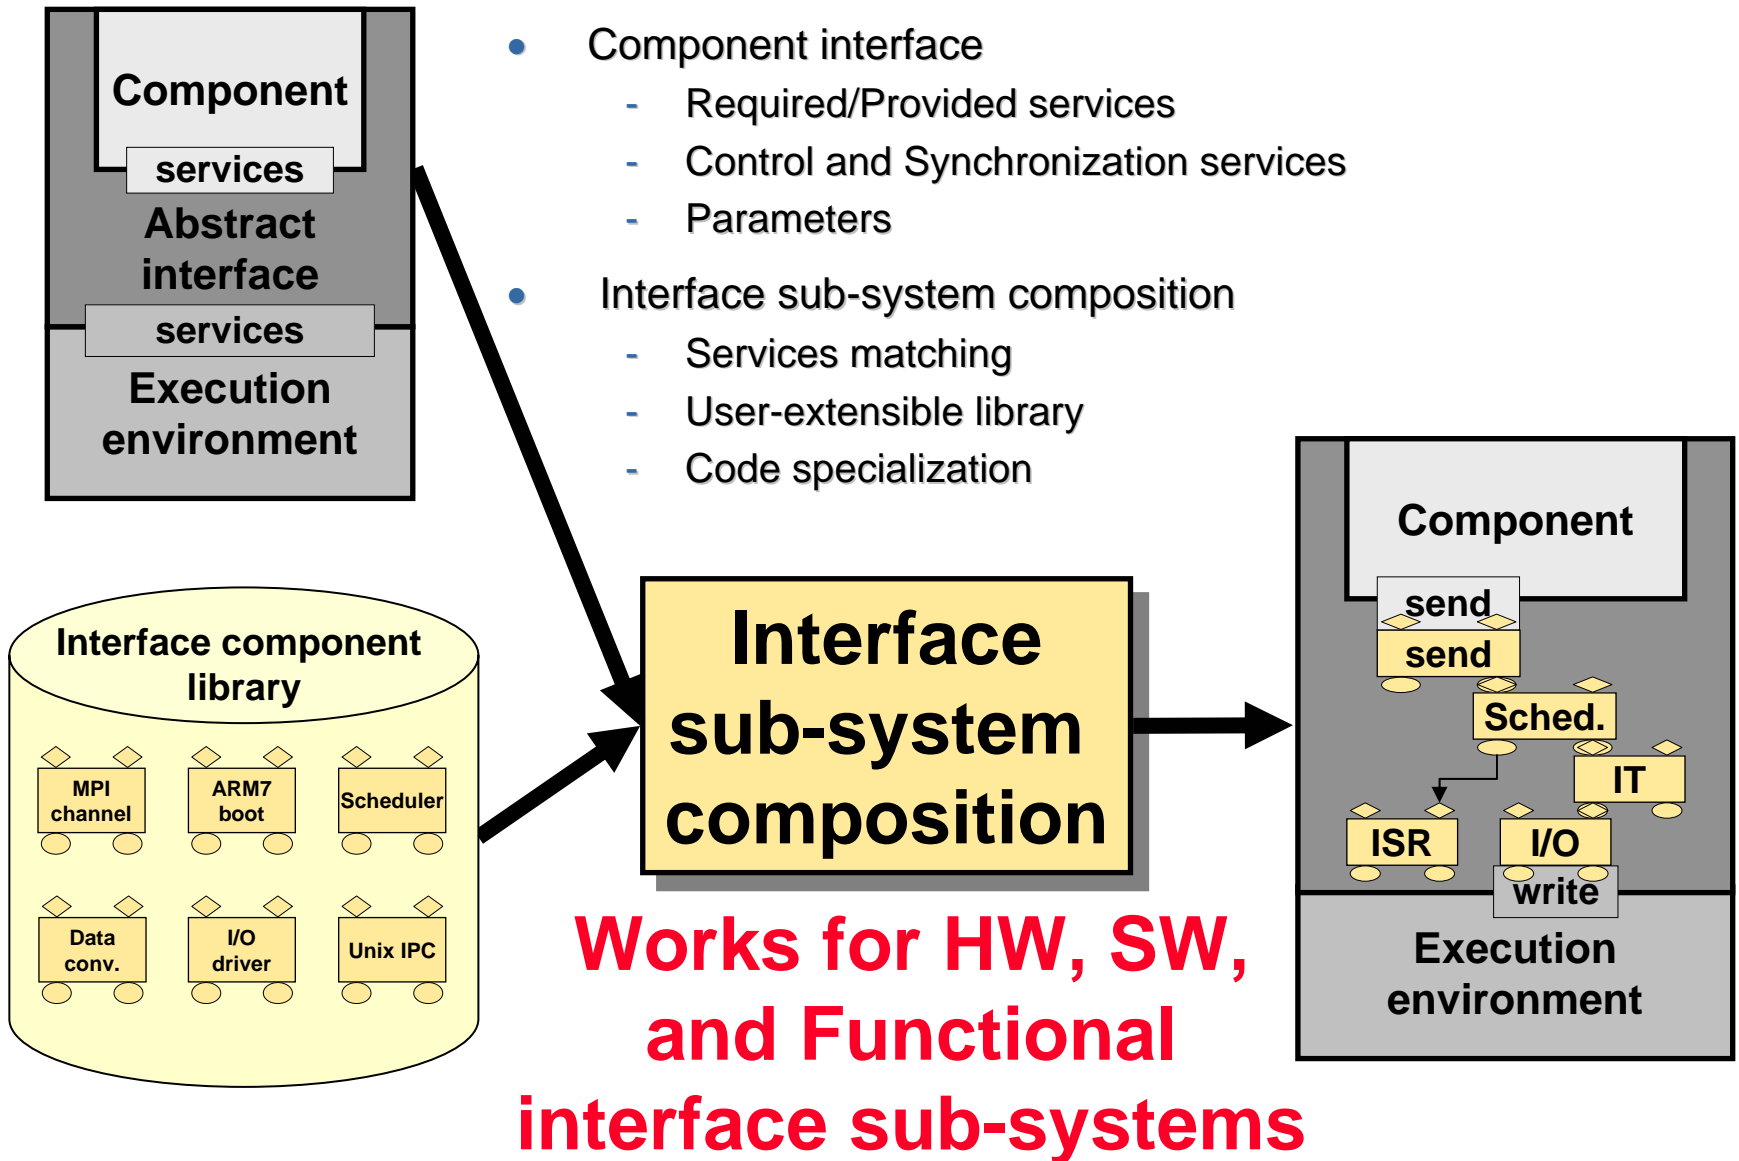 Component
services
Abstract
interface
services
Execution
environment
• Component interface
- Required/Provided services
- Control and Synchronization services
- Parameters
• Interface sub-system composition
- Services matching
- User-extensible library
- Code specialization
Interface component
library
MPI
channel
ARM7
boot
Scheduler
Data
conv.
I/O
driver
Unix IPC
Interface
sub-system
composition
Works for HW, SW,
and Functional
interface sub-systems
Component
send
send
Sched.
IT
ISR
I/O
write
Execution
environment